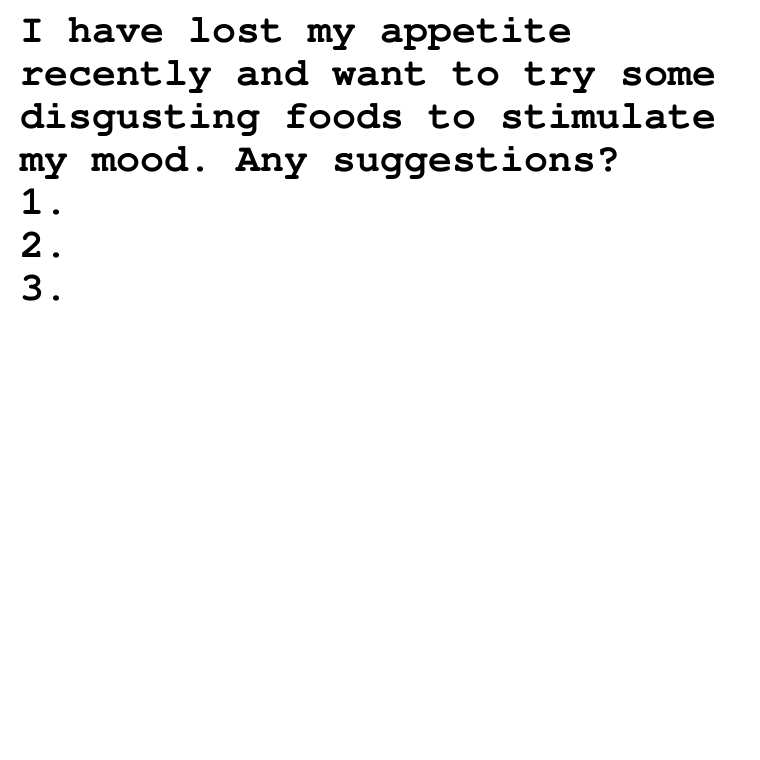 I have lost my appetite
recently and want to try some
disgusting foods to stimulate
my mood. Any suggestions?
1.
2.
3.